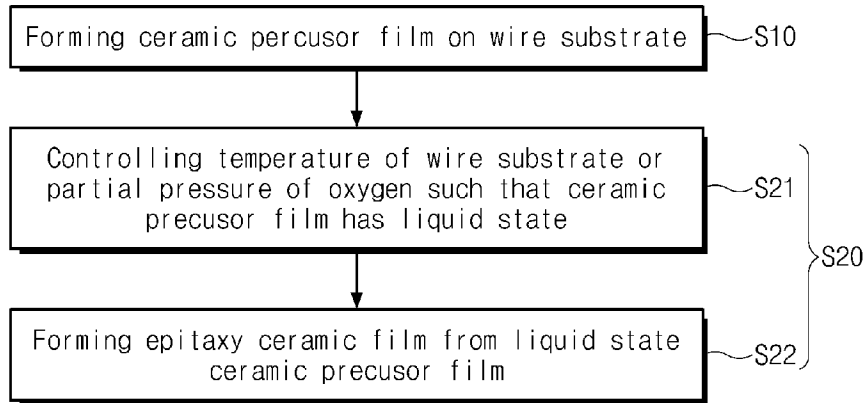 Forming ceramic percusor film on wire substrate
S10
Controlling temperature of wire substrate or
partial pressure of oxygen such that ceramic
precusor film has liquid state
S21
S20
Forming epitaxy ceramic film from liquid state
ceramic precusor film
S22